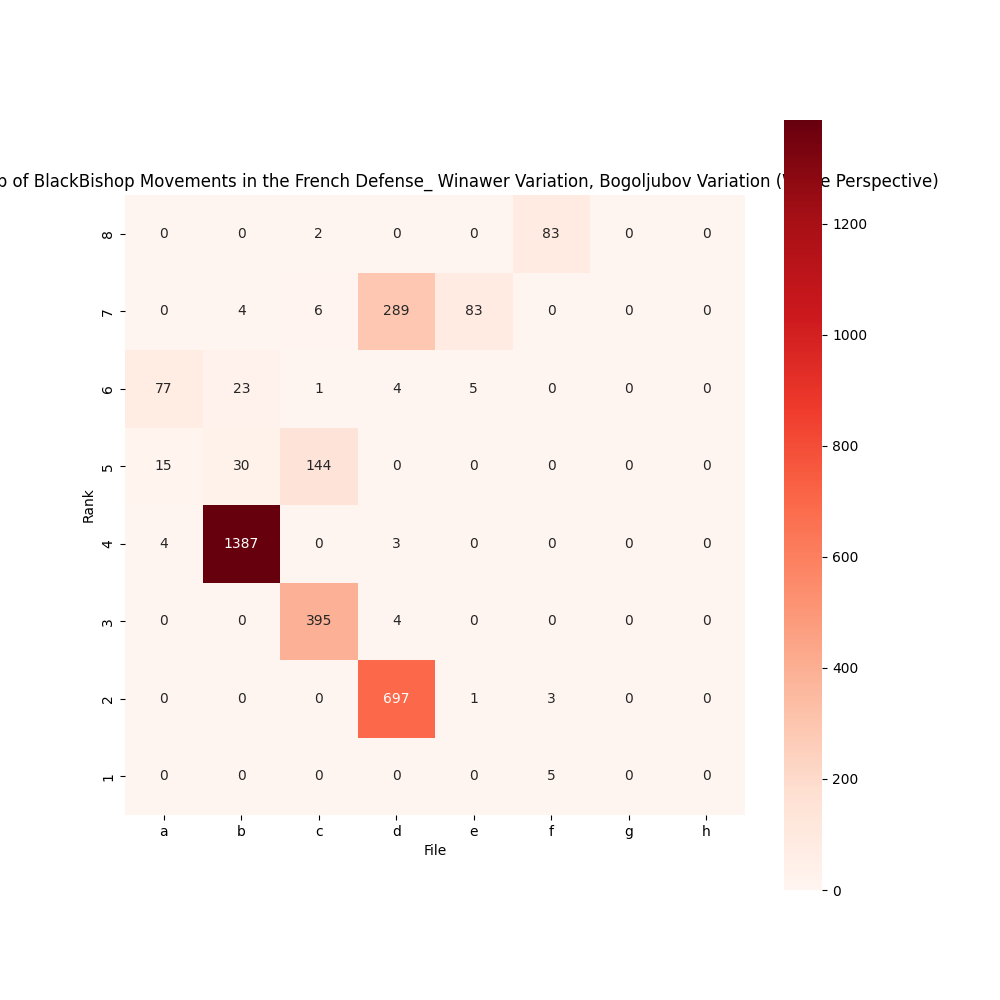 of BlackBishop Movements in the French Defense_ Winawer Variation, Bogoljubov Variation Perspective)
8 0 0 2 0 0 83 0 0
7 0 4 6 289 83 0 0 0
6 77 23 1 4 5 0 0 0
5 15 30 144 0 0 0 0 0
Rank
4 4 1387 0 3 0 0 0 0
3 0 0 395 4 0 0 0 0
2 0 0 0 697 1 3 0 0
1 0 0 0 0 0 5 0 0
a b c d e f g h
File
1200
1000
800
600
400
200
0